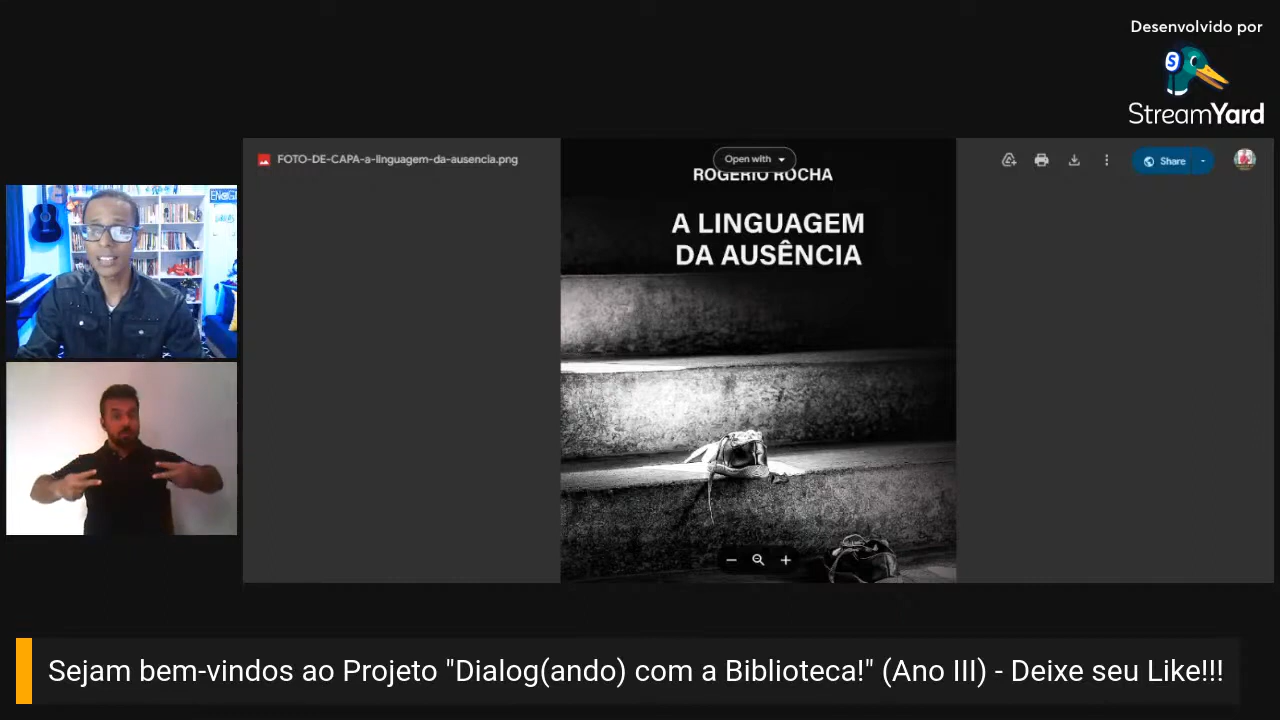 Desenvolvido por
StreamYard
FOTO-DE-CAPA-a-linguagem-da-ausencia.png
Open with
Share
ROGÉRIO ROCHA
A LINGUAGEM
DA AUSÊNCIA
Sejam bem-vindos ao Projeto "Dialog(ando) com a Biblioteca!" (Ano III) - Deixe seu Like!!!